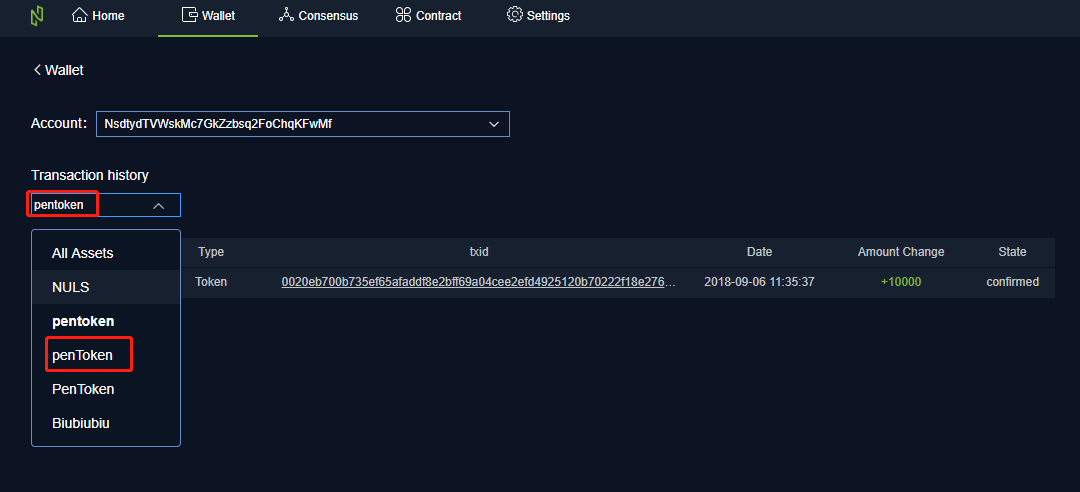 Home Wallet Consensus Contract Settings
Wallet
Account: NsdtydTVWskMc7GkZzbsq2FoChqKFwMf
Transaction history
pentoken
All Assets
NULS
pentoken
penToken
PenToken
Biubiubiu
Type txid Date Amount Change State
Token 0020eb700b735ef65afaddf8e2bff69a04cee2efd4925120b70222f18e276... 2018-09-06 11:35:37 +10000 confirmed